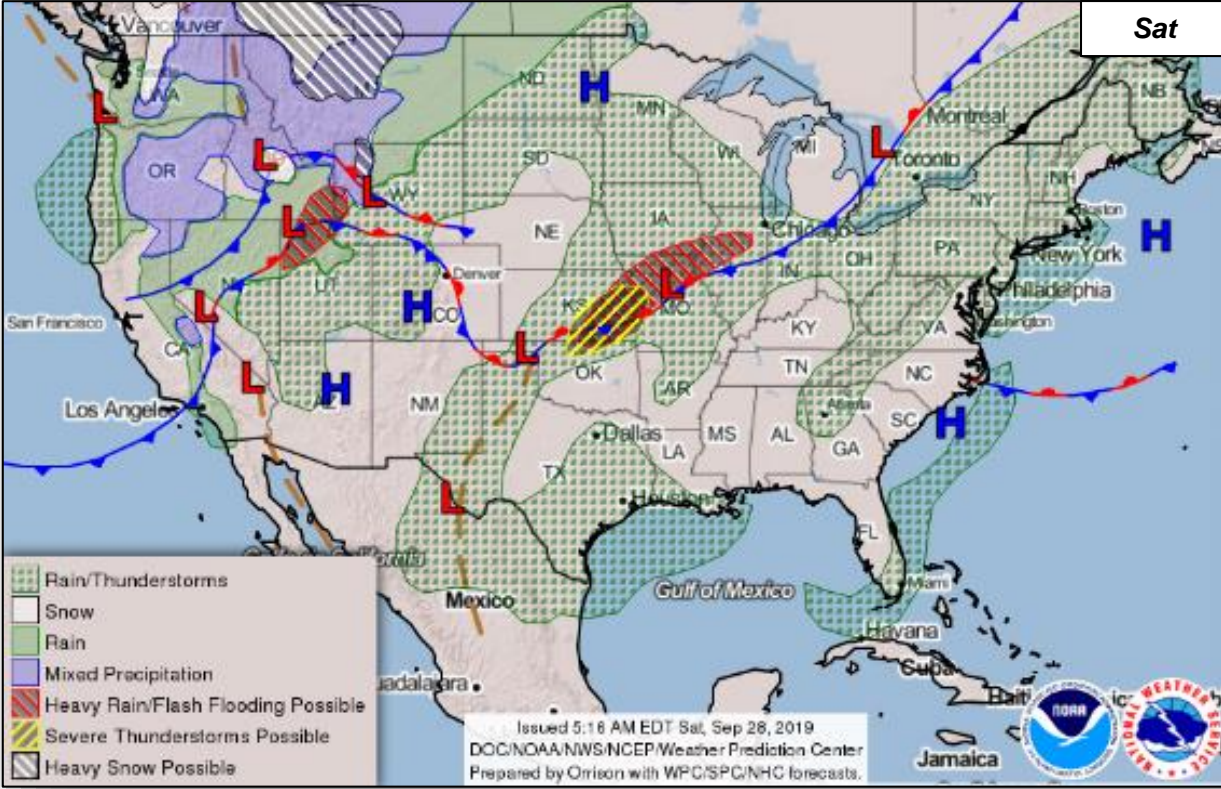 Sat
Vancouver
Seattle
WA
ND
MN
Montreal
NB
OR
SD
WI
MI
Toronto
NH
WY
NY
Boston
IA
Chicago
NE
PA
New York
OH
IN
UT
Denver
Philadelphia
KS
MO
CO
Washington
San Francisco
KY
VA
CA
TN
NC
OK
AR
Los Angeles
AZ
NM
Atlanta
SC
Dallas
MS
AL
GA
LA
TX
Houston
FL
Miami
Gulf of Mexico
Mexico
Havana
Cuba
Jamaica
H
H
H
H
H
L
L
L
L
L
L
L
L
L
L
Rain/Thunderstorms
Snow
Rain
Mixed Precipitation
Heavy Rain/Flash Flooding Possible
Severe Thunderstorms Possible
Heavy Snow Possible
Issued 5:16 AM EDT Sat, Sep 28, 2019
DOC/NOAA/NWS/NCEP/Weather Prediction Center
Prepared by Orrison with WPC/SPC/NHC forecasts.
NOAA
NATIONAL WEATHER SERVICE